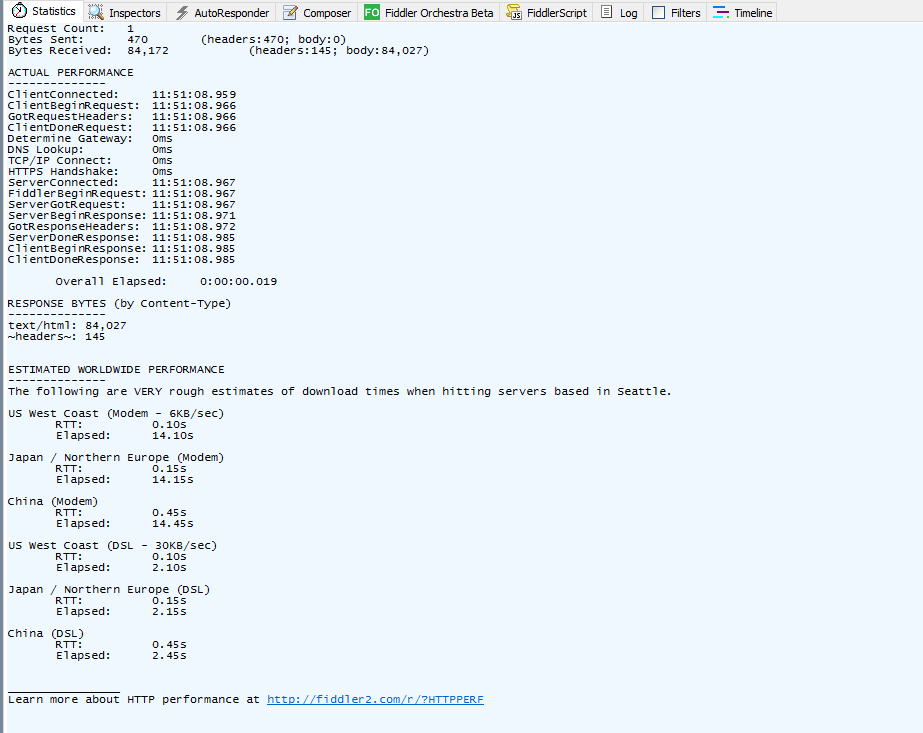 Statistics Inspectors AutoResponder Composer FO Fiddler Orchestra Beta FiddlerScript Log Filters Timeline
Request Count: 1
Bytes Sent: 470 (headers:470; body:0)
Bytes Received: 84,172 (headers:145; body:84,027)
ACTUAL PERFORMANCE
--------------
ClientConnected: 11:51:08.959
ClientBeginRequest: 11:51:08.966
GotRequestHeaders: 11:51:08.966
ClientDoneRequest: 11:51:08.966
Determine Gateway: 0ms
DNS Lookup: 0ms
TCP/IP Connect: 0ms
HTTPS Handshake: 0ms
ServerConnected: 11:51:08.967
FiddlerBeginRequest: 11:51:08.967
ServerGotRequest: 11:51:08.967
ServerBeginResponse: 11:51:08.971
GotResponseHeaders: 11:51:08.972
ServerDoneResponse: 11:51:08.985
ClientBeginResponse: 11:51:08.985
ClientDoneResponse: 11:51:08.985
Overall Elapsed: 0:00:00.019
RESPONSE BYTES (by Content-Type)
--------------
text/html: 84,027
~headers~: 145
ESTIMATED WORLDWIDE PERFORMANCE
--------------
The following are VERY rough estimates of download times when hitting servers based in Seattle.
US West Coast (Modem - 6KB/sec)
RTT: 0.10s
Elapsed: 14.10s
Japan / Northern Europe (Modem)
RTT: 0.15s
Elapsed: 14.15s
China (Modem)
RTT: 0.45s
Elapsed: 14.45s
US West Coast (DSL - 30KB/sec)
RTT: 0.10s
Elapsed: 2.10s
Japan / Northern Europe (DSL)
RTT: 0.15s
Elapsed: 2.15s
China (DSL)
RTT: 0.45s
Elapsed: 2.45s
________________
Learn more about HTTP performance at http://fiddler2.com/r/?HTTPPERF